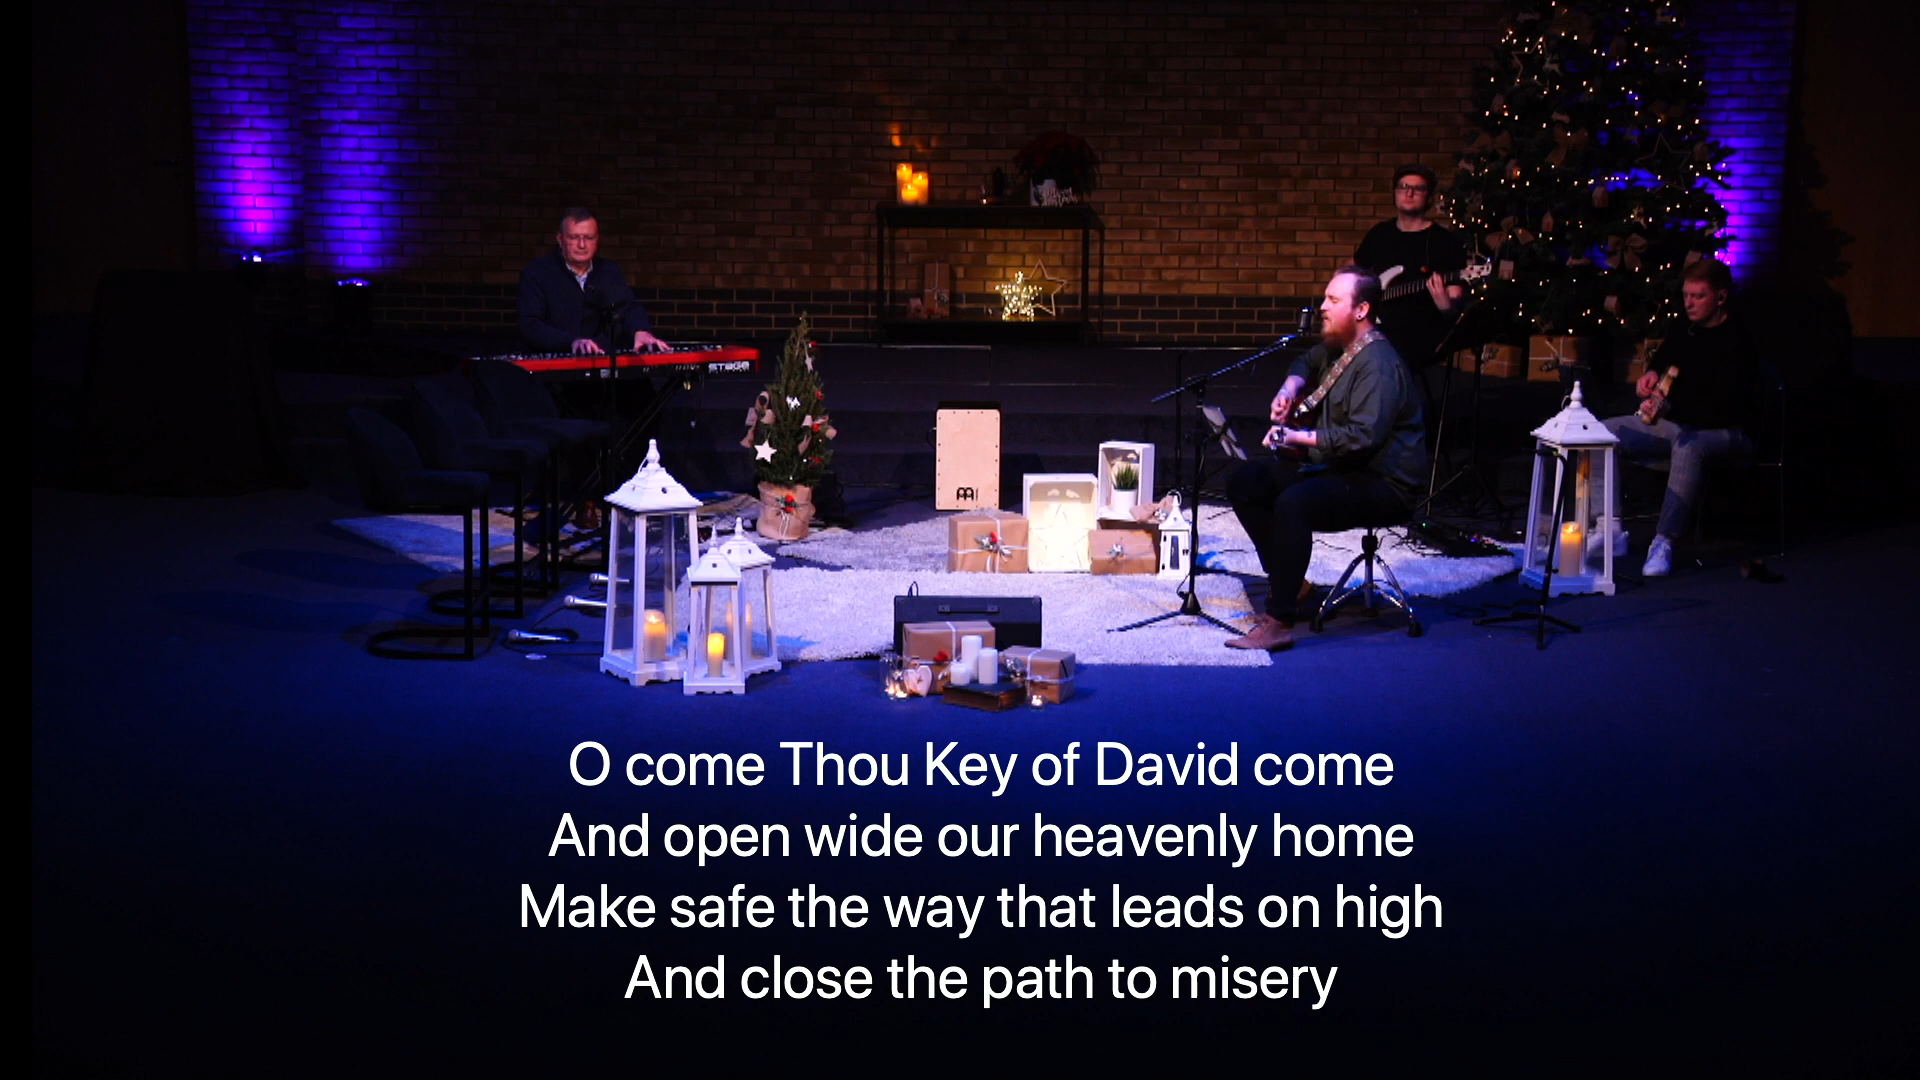 STAGE
O come Thou Key of David come
And open wide our heavenly home
Make safe the way that leads on high
And close the path to misery